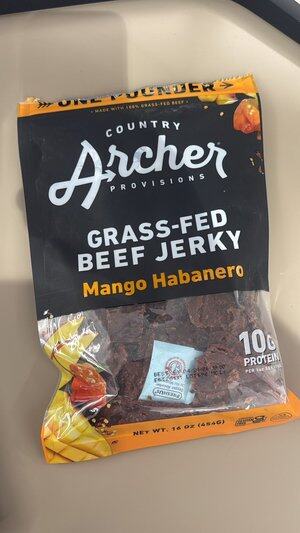 ONE POUNDER
MADE WITH 100% GRASS-FED BEEF
COUNTRY
Archer
PROVISIONS
GRASS-FED
BEEF JERKY
Mango Habanero
10G
PROTEIN
NET WT. 16 OZ (454G)